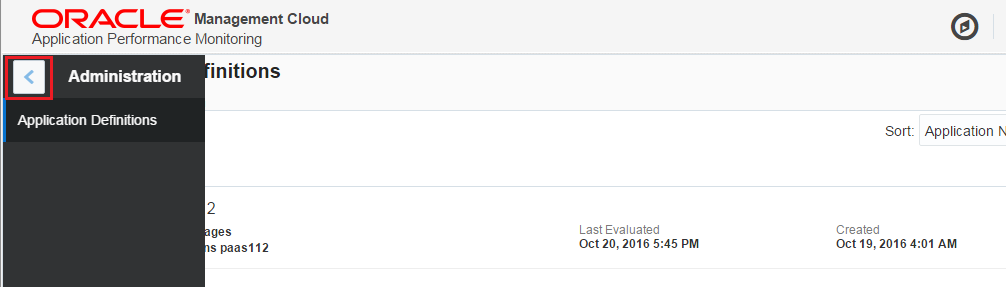 ORACLE® Management Cloud
Application Performance Monitoring
Administration
finitions
Application Definitions
Sort: Application N
2
ages
ns paas112
Last Evaluated
Oct 20, 2016 5:45 PM
Created
Oct 19, 2016 4:01 AM